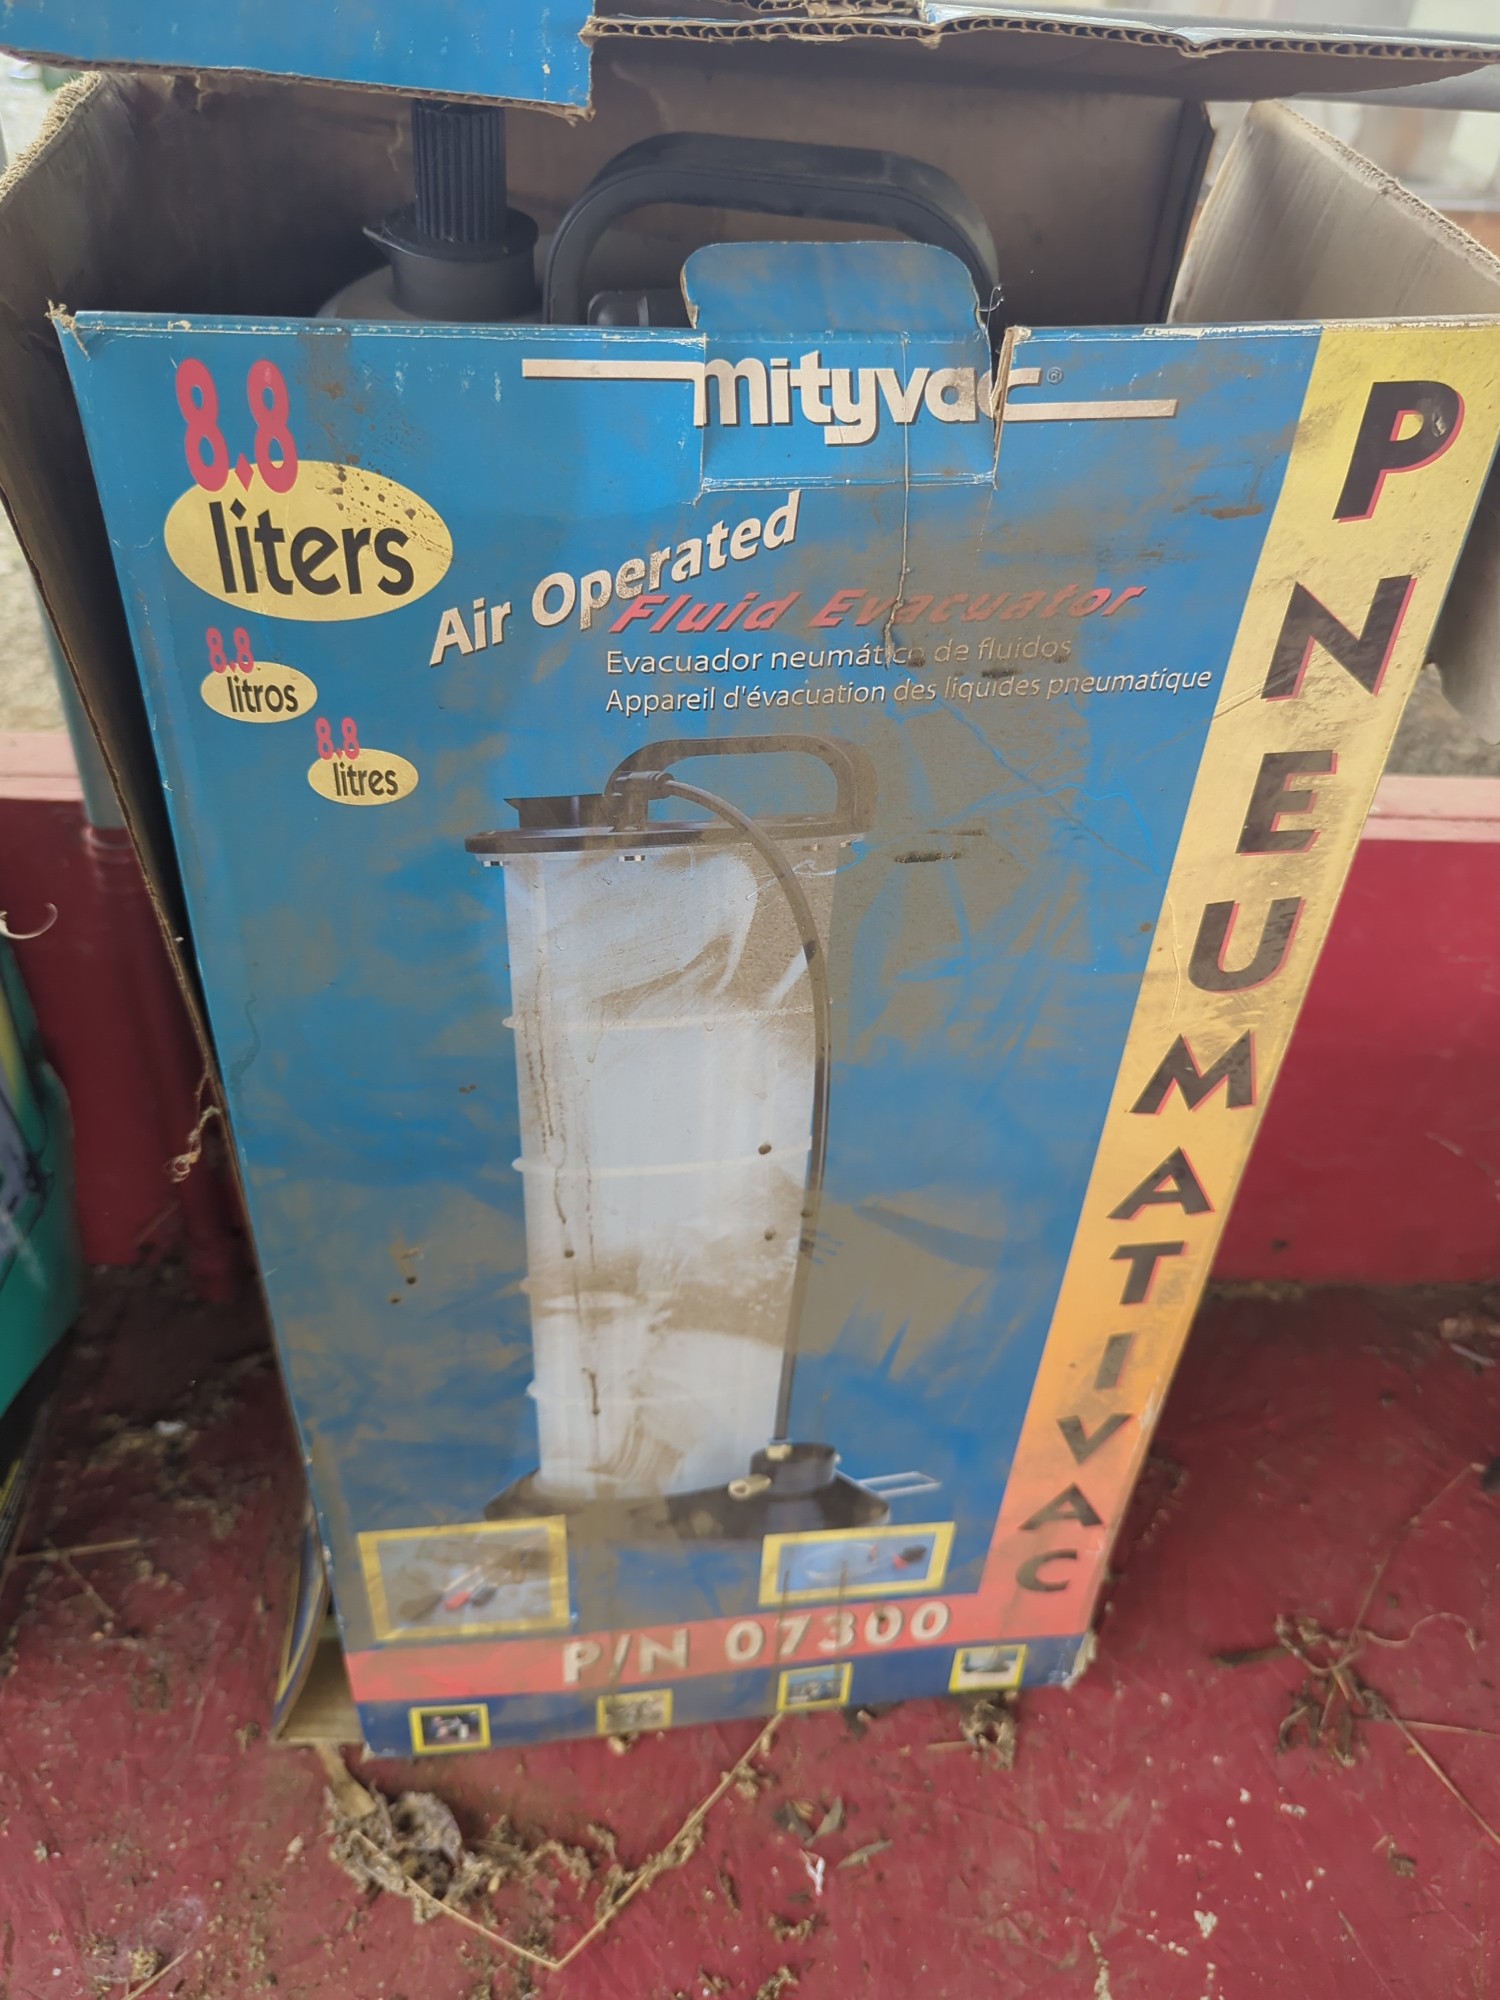 mityvac®
8.8
liters
8.8
litros
8.8
litres
Air Operated
Fluid Evacuator
Evacuador neumático de fluidos
Appareil d'évacuation des liquides pneumatique
PNEUMATIVAC
P/N 07300